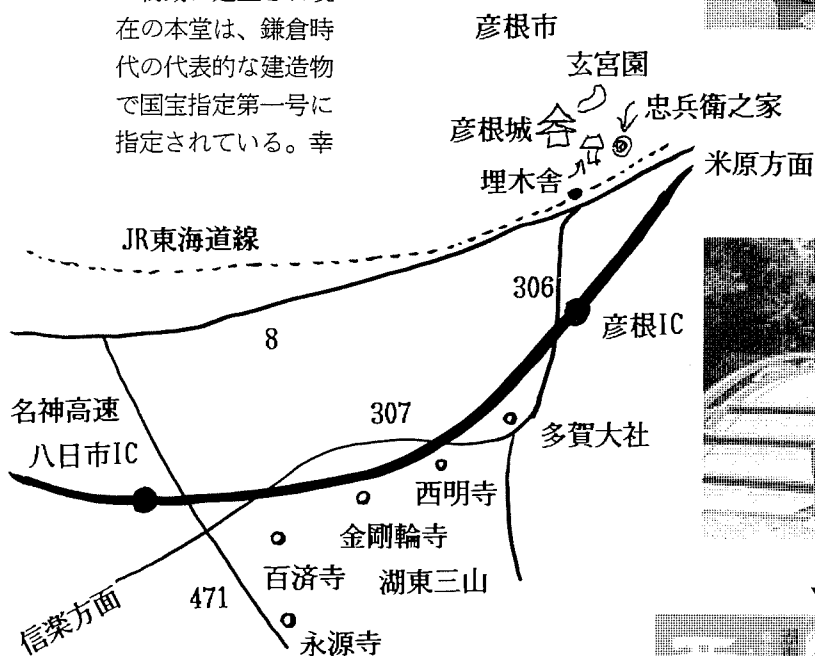 在の本堂は、鎌倉時
代の代表的な建造物
で国宝指定第一号に
指定されている。幸
彦根市
玄宮園
忠兵衛之家
彦根城
埋木舎
米原方面
JR東海道線
306
彦根IC
8
名神高速
八日市IC
307
多賀大社
西明寺
金剛輪寺
百済寺
湖東三山
信楽方面
471
永源寺